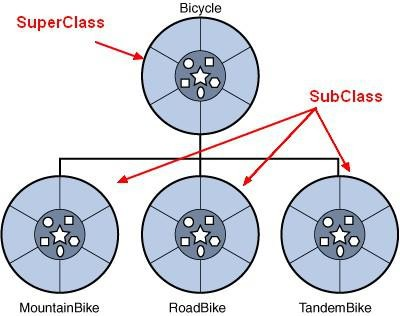 Bicycle
SuperClass
SubClass
MountainBike
RoadBike
TandemBike